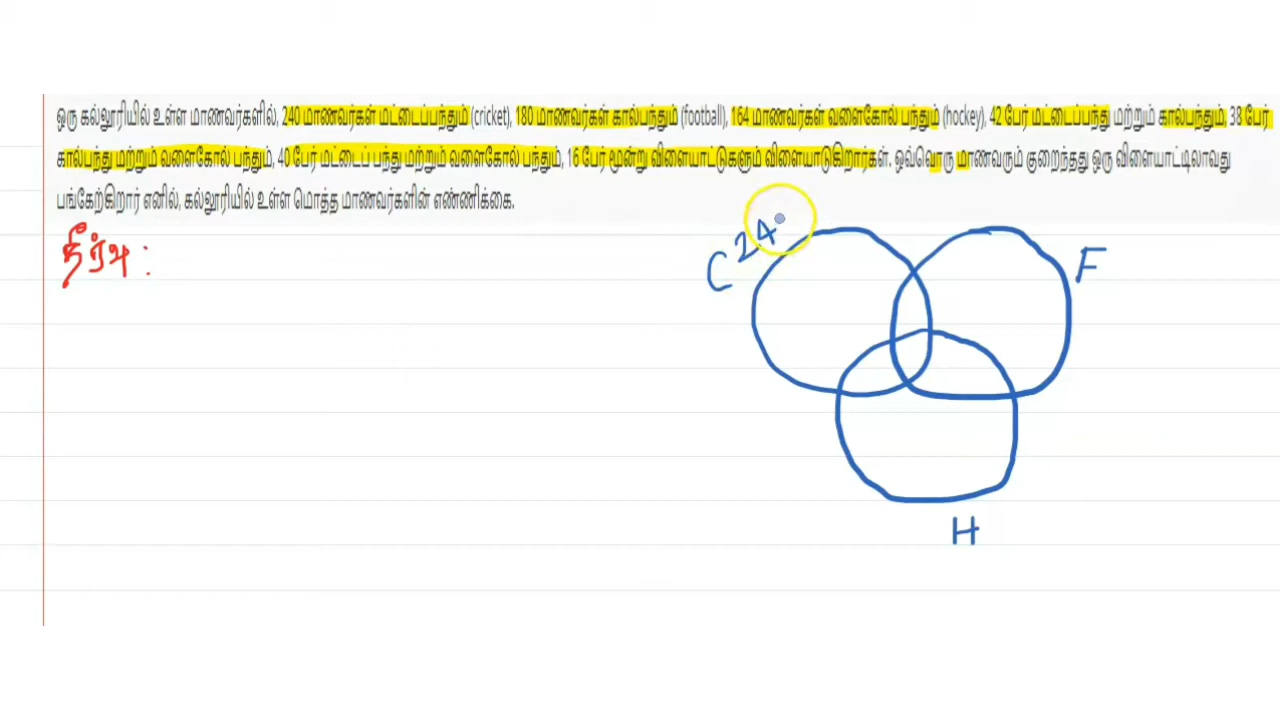 ஒரு கல்லூரியில் உள்ள மாணவர்களில், 240 மாணவர்கள் மட்டைப்பந்தும் (cricket), 180 மாணவர்கள் கால்பந்தும் (football), 164 மாணவர்கள் வளைகோல் பந்தும் (hockey), 42 பேர் மட்டைப்பந்து மற்றும் கால்பந்தும், 38 பேர்
கால்பந்து மற்றும் வளைகோல் பந்தும், 40 பேர் மட்டைப் பந்து மற்றும் வளைகோல் பந்தும், 16 பேர் மூன்று விளையாட்டுகளும் விளையாடுகிறார்கள். ஒவ்வொரு மாணவரும் குறைந்தது ஒரு விளையாட்டிலாவது
பங்கேற்கிறார் எனில், கல்லூரியில் உள்ள மொத்த மாணவர்களின் எண்ணிக்கை.
தீர்வு :
C 24
F
H